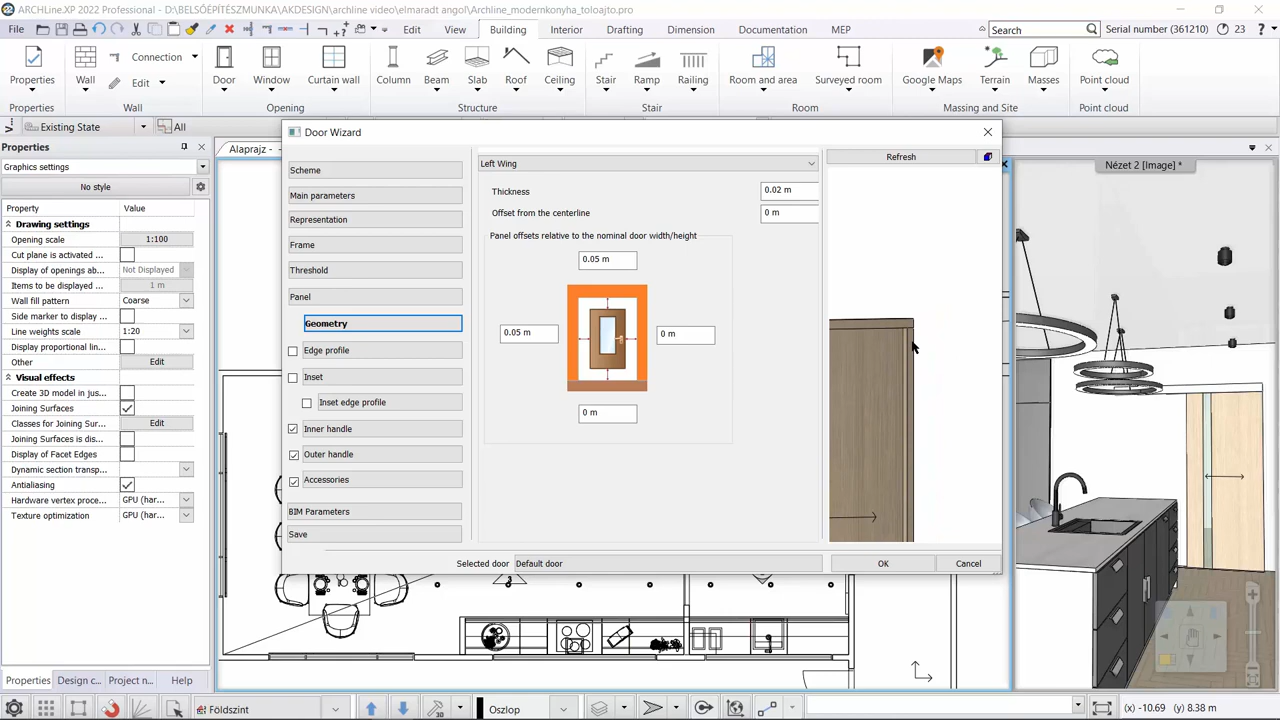 ARCHLine.XP 2022 Professional - D:\BELSŐÉPÍTÉSZMUNKA\AKDESIGN\archline video\elmaradt angol\Archline_modernkonyha_toloajto.pro
File Edit View Building Interior Drafting Dimension Documentation MEP Search Serial number (361210) 23
Properties Wall Connection Edit Door Window Curtain wall Column Beam Slab Roof Ceiling Stair Ramp Railing Room and area Surveyed room Google Maps Terrain Masses Point cloud
Properties Wall Opening Structure Stair Room Massing and Site Point cloud
Existing State All
Properties
Graphics settings
No style
Property Value
Drawing settings
Opening scale 1:100
Cut plane is activated ...
Display of openings ab... Not Displayed
Items to be displayed ... 1 m
Wall fill pattern Coarse
Side marker to display ...
Line weights scale 1:20
Display proportional lin...
Other Edit
Visual effects
Create 3D model in jus...
Joining Surfaces
Classes for Joining Sur... Edit
Joining Surfaces is dis...
Display of Facet Edges
Dynamic section transp...
Antialiasing
Hardware vertex proce... GPU (har...
Texture optimization GPU (har...
Properties Design c... Project n... Help
Alaprajz -
Nézet 2 [Image] *
Door Wizard
Scheme
Main parameters
Representation
Frame
Threshold
Panel
Geometry
Edge profile
Inset
Inset edge profile
Inner handle
Outer handle
Accessories
BIM Parameters
Save
Left Wing
Thickness 0.02 m
Offset from the centerline 0 m
Panel offsets relative to the nominal door width/height
0.05 m
0.05 m 0 m
0 m
Refresh
Selected door Default door OK Cancel
Földszint Oszlop (x) -10.69 (y) 8.38 m